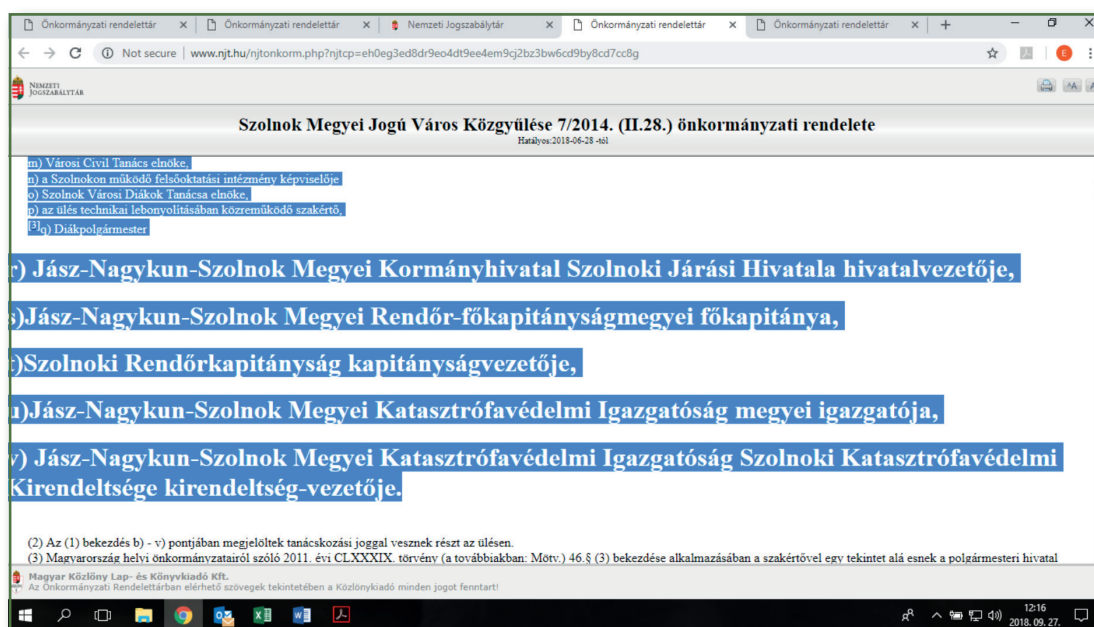 Önkormányzati rendelettár
Önkormányzati rendelettár
Nemzeti Jogszabálytár
Önkormányzati rendelettár
Önkormányzati rendelettár
Not secure | www.njt.hu/njtonkorm.php?njtcp=eh0eg3ed8dr9eo4dt9ee4em9cj2bz3bw6cd9by8cd7cc8g
E
NEMZETI
JOGSZABÁLYTÁR
AA
Szolnok Megyei Jogú Város Közgyűlése 7/2014. (II.28.) önkormányzati rendelete
Hatályos:2018-06-28 -tól
m) Városi Civil Tanács elnöke,
n) a Szolnokon működő felsőoktatási intézmény képviselője
o) Szolnok Városi Diákok Tanácsa elnöke,
p) az ülés technikai lebonyolításában közreműködő szakértő,
[3]q) Diákpolgármester
r) Jász-Nagykun-Szolnok Megyei Kormányhivatal Szolnoki Járási Hivatala hivatalvezetője,
s)Jász-Nagykun-Szolnok Megyei Rendőr-főkapitányságmegyei főkapitánya,
t)Szolnoki Rendőrkapitányság kapitányságvezetője,
u)Jász-Nagykun-Szolnok Megyei Katasztrófavédelmi Igazgatóság megyei igazgatója,
v) Jász-Nagykun-Szolnok Megyei Katasztrófavédelmi Igazgatóság Szolnoki Katasztrófavédelmi
Kirendeltsége kirendeltség-vezetője.
(2) Az (1) bekezdés b) - v) pontjában megjelöltek tanácskozási joggal vesznek részt az ülésen.
(3) Magyarország helyi önkormányzatairól szóló 2011. évi CLXXXIX. törvény (a továbbiakban: Mötv.) 46.§ (3) bekezdése alkalmazásában a szakértővel egy tekintet alá esnek a polgármesteri hivatal
Magyar Közlöny Lap- és Könyvkiadó Kft.
Az Önkormányzati Rendelettárban elérhető szövegek tekintetében a Közlönykiadó minden jogot fenntart!
12:16
2018. 09. 27.